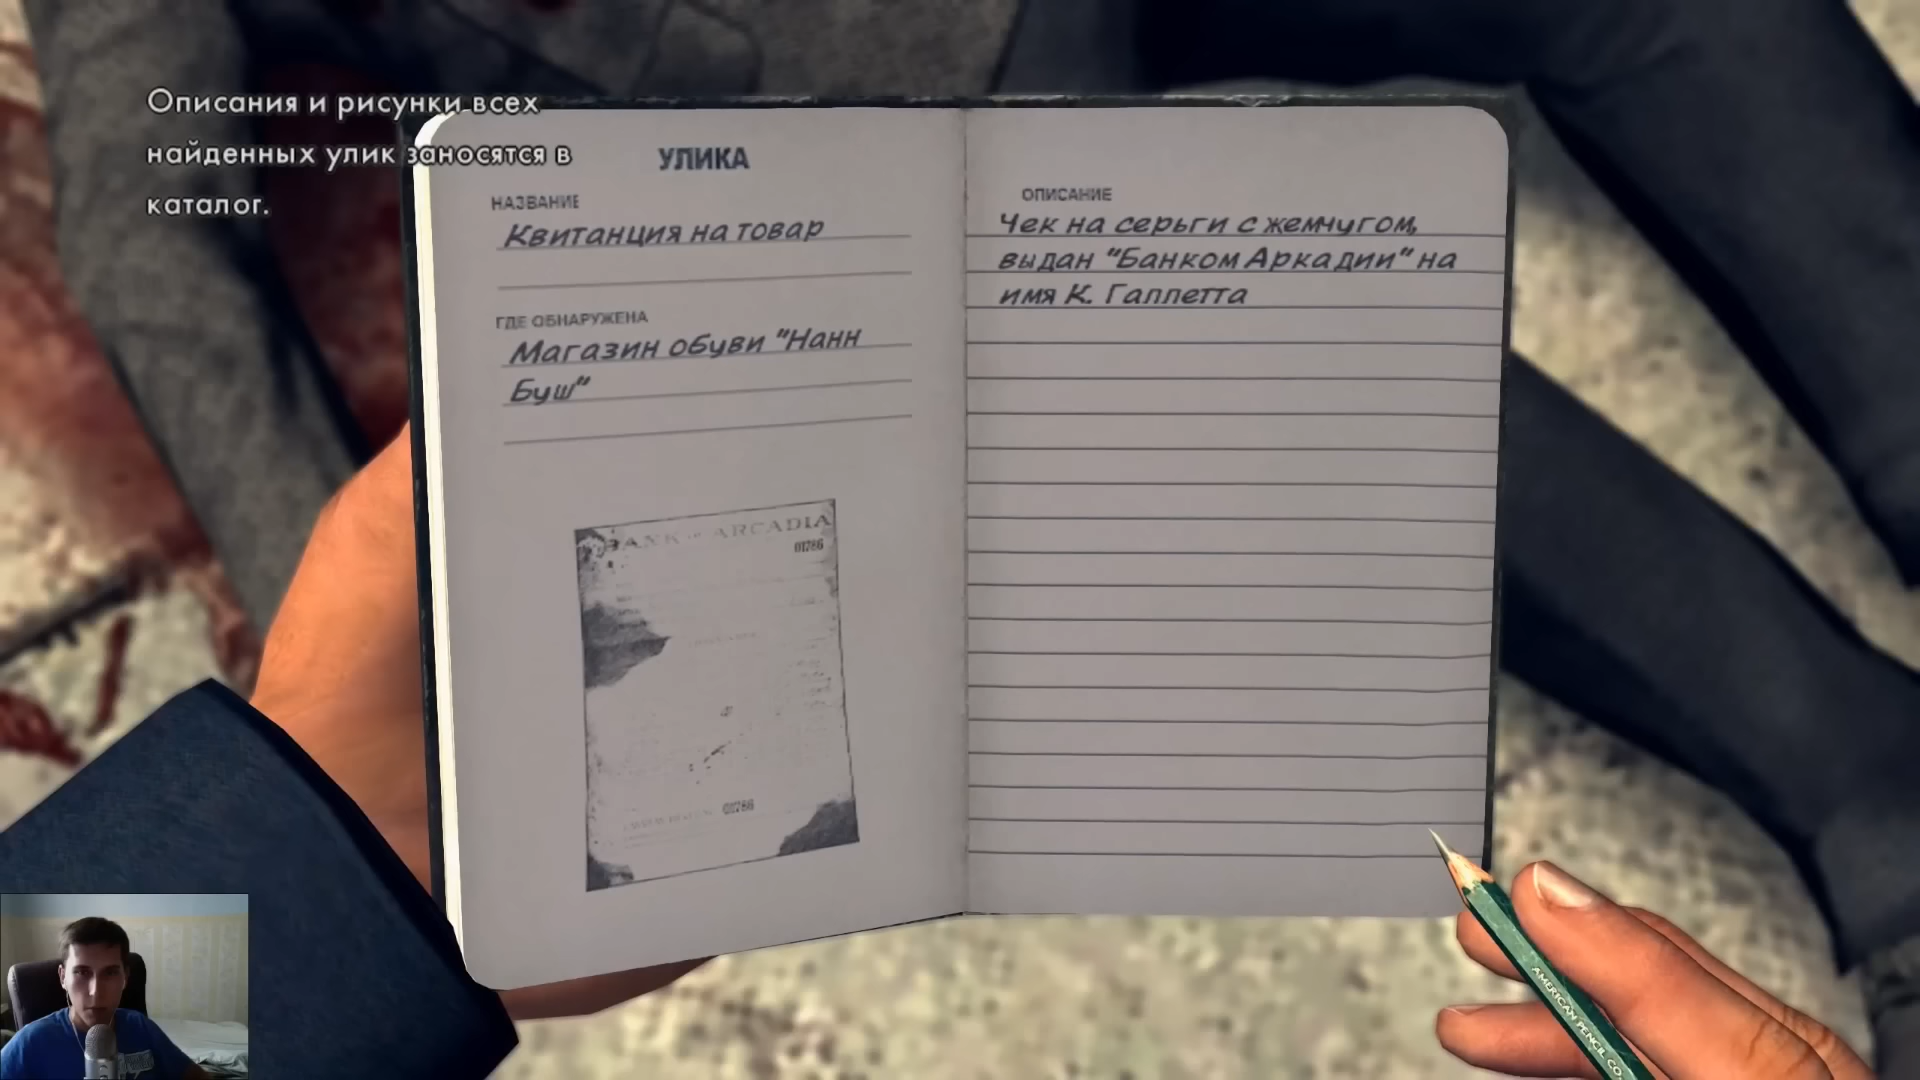 Описания и рисунки всех
найденных улик заносятся в
каталог.
УЛИКА
НАЗВАНИЕ
Квитанция на товар
ГДЕ ОБНАРУЖЕНА
Магазин обуви "Нанн
Буш"
BANK OF ARCADIA
01786
01786
ОПИСАНИЕ
Чек на серьги с жемчугом,
выдан "Банком Аркадии" на
имя К. Галлетта
AMERICAN PENCIL CO.